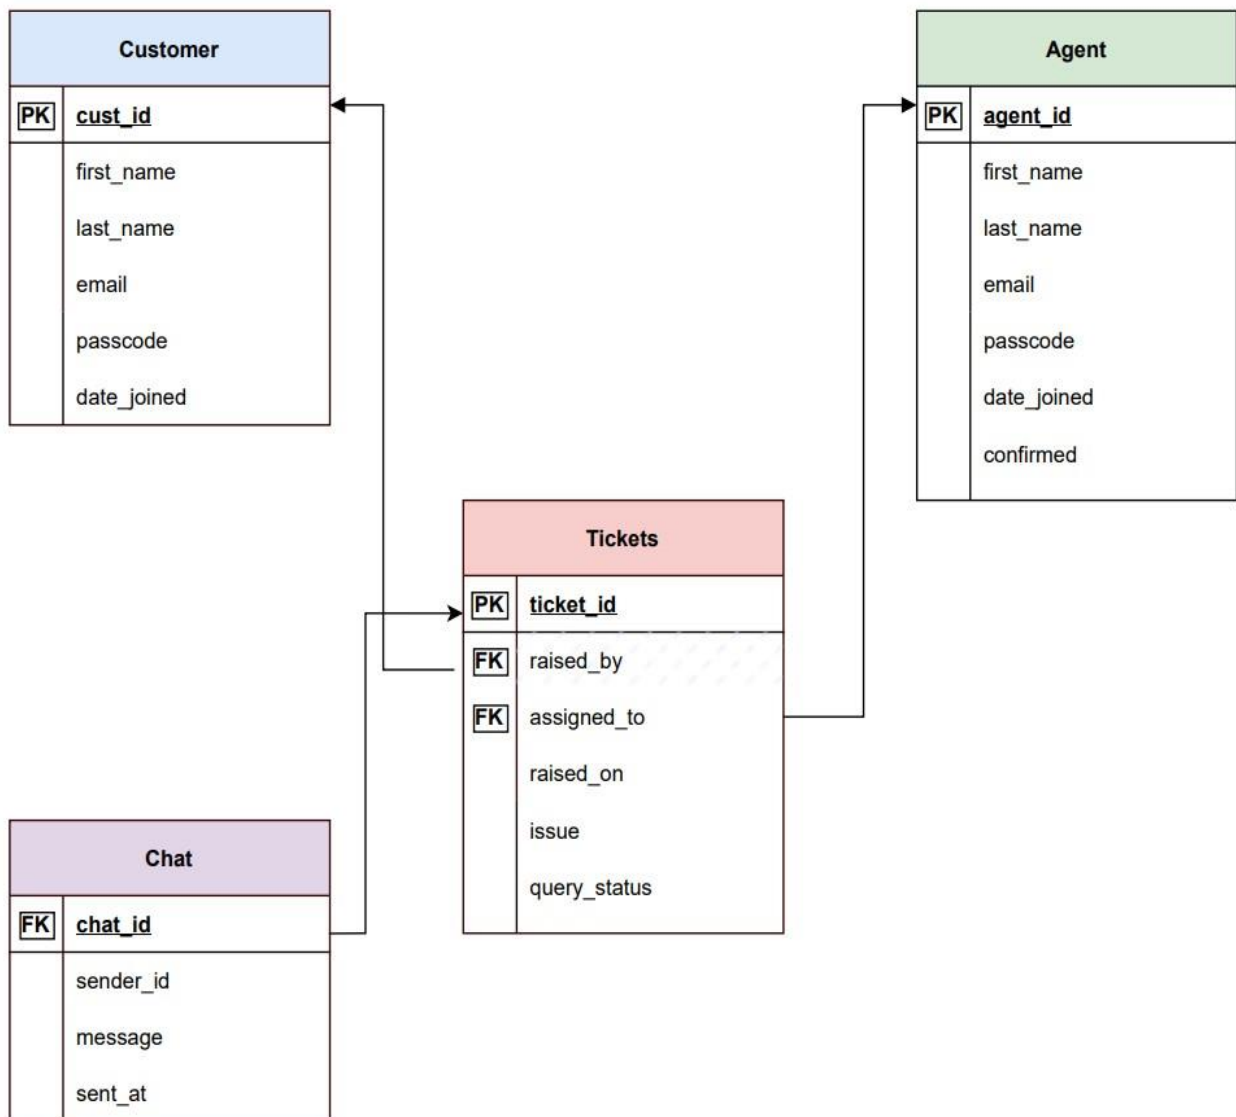 Customer
PK cust_id
first_name
last_name
email
passcode
date_joined
Agent
PK agent_id
first_name
last_name
email
passcode
date_joined
confirmed
Tickets
PK ticket_id
FK raised_by
FK assigned_to
raised_on
issue
query_status
Chat
FK chat_id
sender_id
message
sent_at